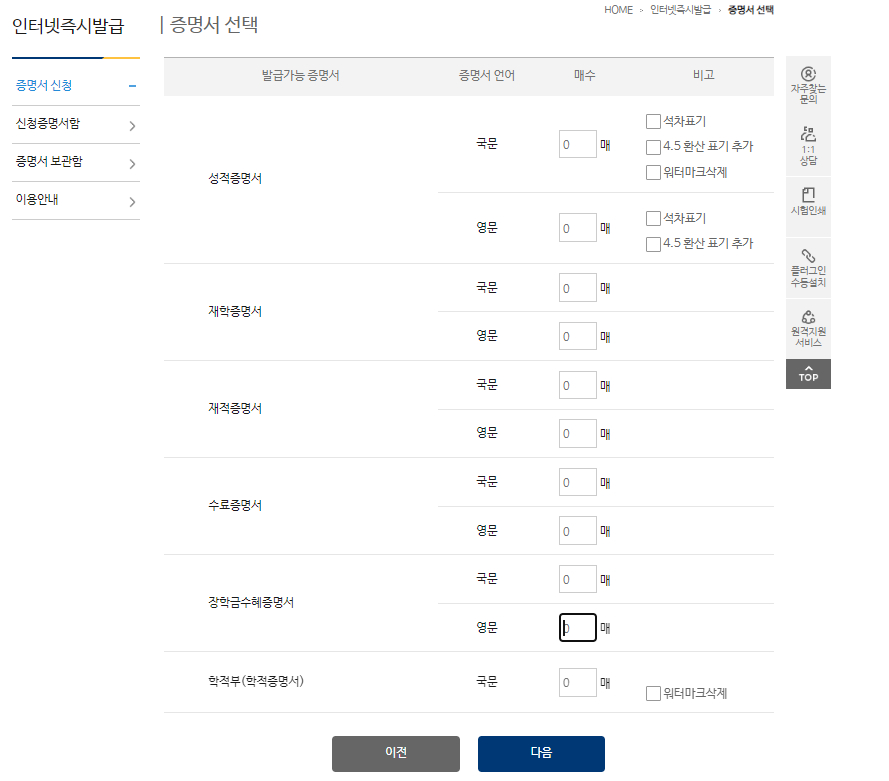 인터넷즉시발급
증명서 신청
신청증명서함
증명서 보관함
이용안내
HOME > 인터넷즉시발급 > 증명서 선택
| 증명서 선택
발급가능 증명서 증명서 언어 매수 비고
성적증명서
국문 0 매
석차표기
4.5 환산 표기 추가
워터마크삭제
영문 0 매
석차표기
4.5 환산 표기 추가
재학증명서
국문 0 매
영문 0 매
재적증명서
국문 0 매
영문 0 매
수료증명서
국문 0 매
영문 0 매
장학금수혜증명서
국문 0 매
영문 0 매
학적부(학적증명서) 국문 0 매
워터마크삭제
이전 다음
자주찾는
문의
1:1
상담
시험인쇄
플러그인
수동설치
원격지원
서비스
TOP